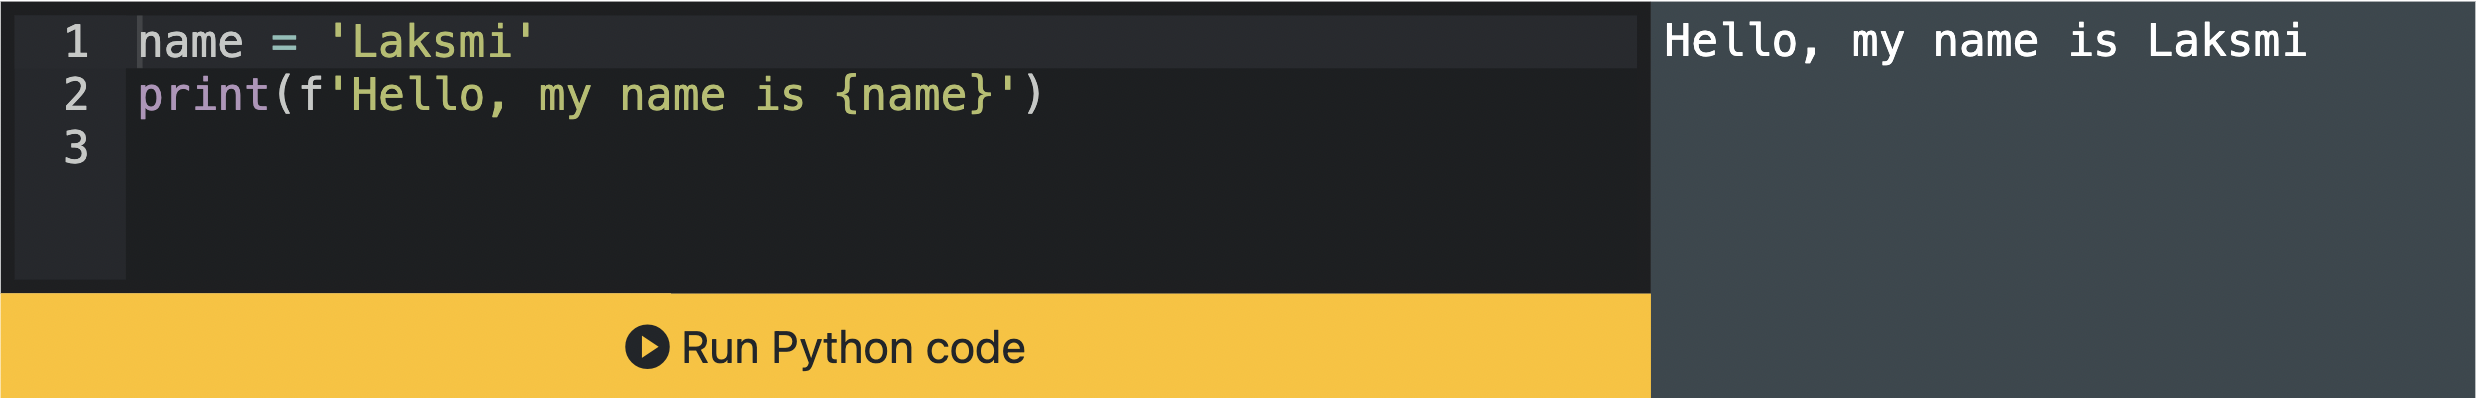 1 name = 'Laksmi'
2 print(f'Hello, my name is {name}')
3
Run Python code
Hello, my name is Laksmi